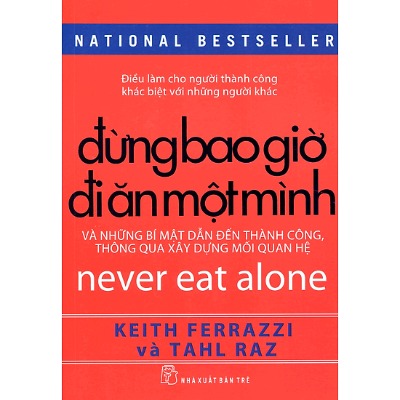 NATIONAL BESTSELLER
Điều làm cho người thành công
khác biệt với những người khác
đừng bao giờ
đi ăn một mình
VÀ NHỮNG BÍ MẬT DẪN ĐẾN THÀNH CÔNG,
THÔNG QUA XÂY DỰNG MỐI QUAN HỆ
never eat alone
KEITH FERRAZZI
và TAHL RAZ
NHÀ XUẤT BẢN TRẺ